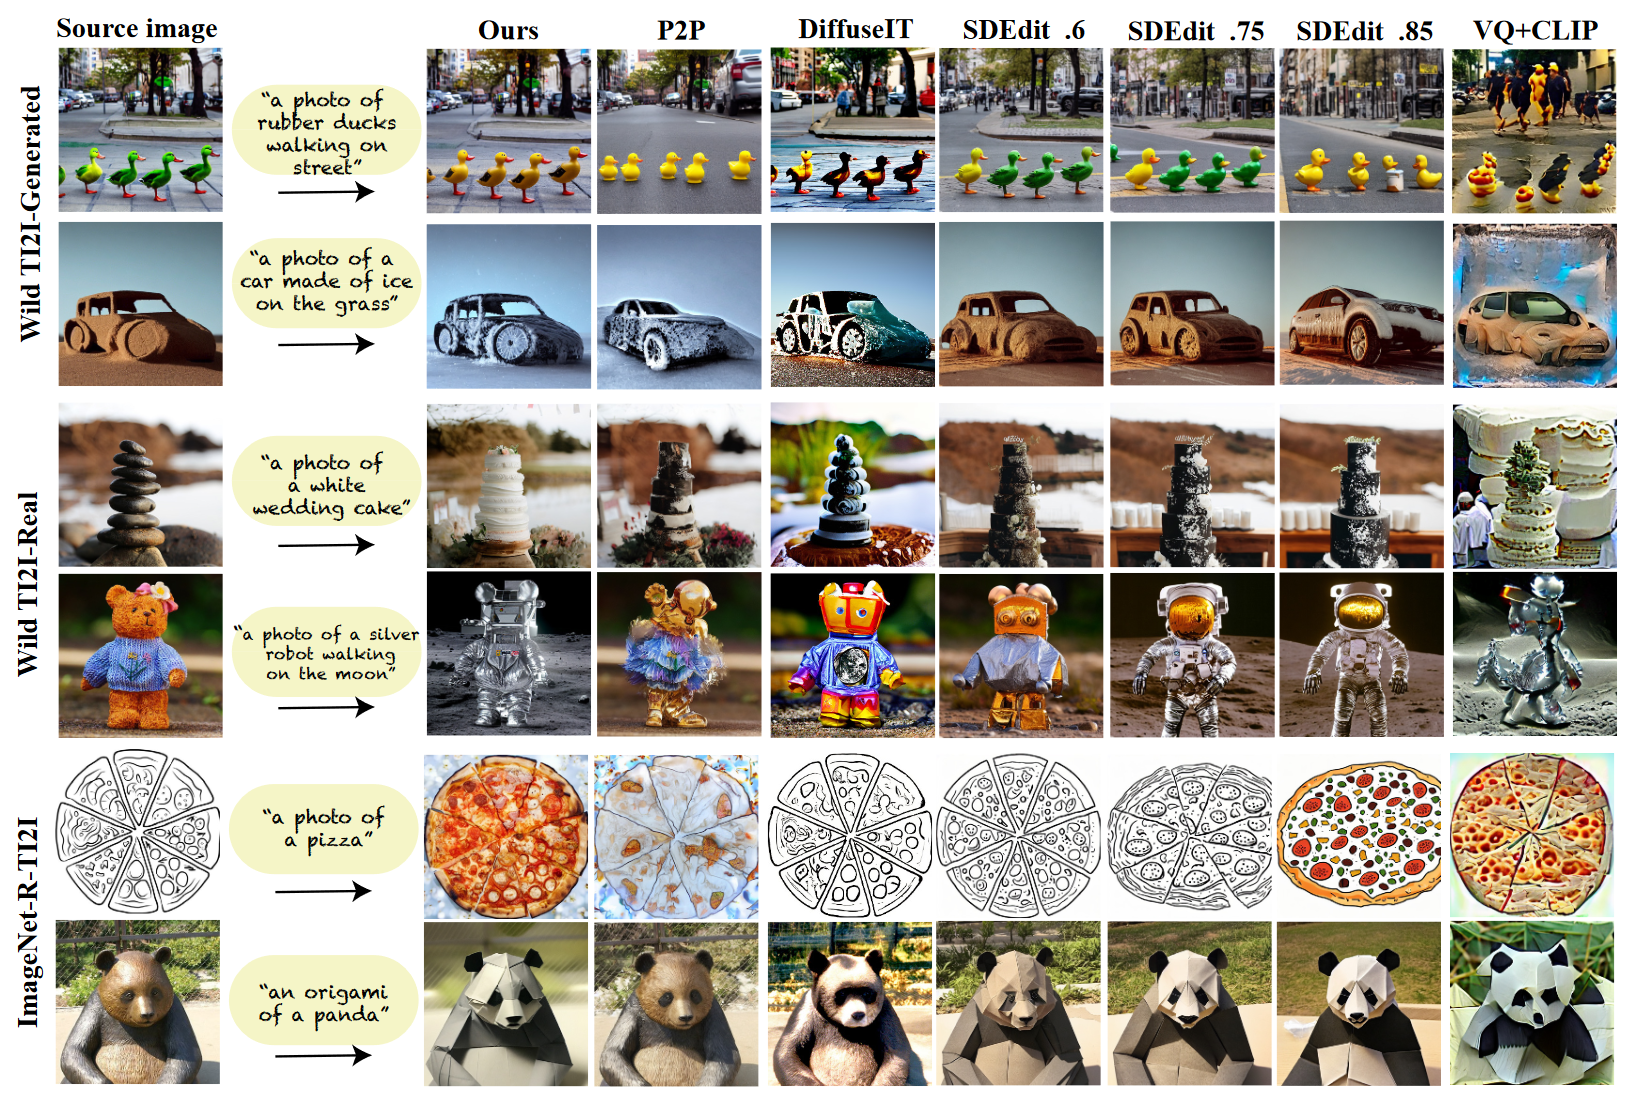 Source image Ours P2P DiffuseIT SDEdit .6 SDEdit .75 SDEdit .85 VQ+CLIP
Wild TI2I-Generated
“a photo of
rubber ducks
walking on
street”
“a photo of a
car made of ice
on the grass”
Wild TI2I-Real
“a photo of
a white
wedding cake”
“a photo of a silver
robot walking
on the moon”
ImageNet-R-TI2I
“a photo of
a pizza”
“an origami
of a panda”